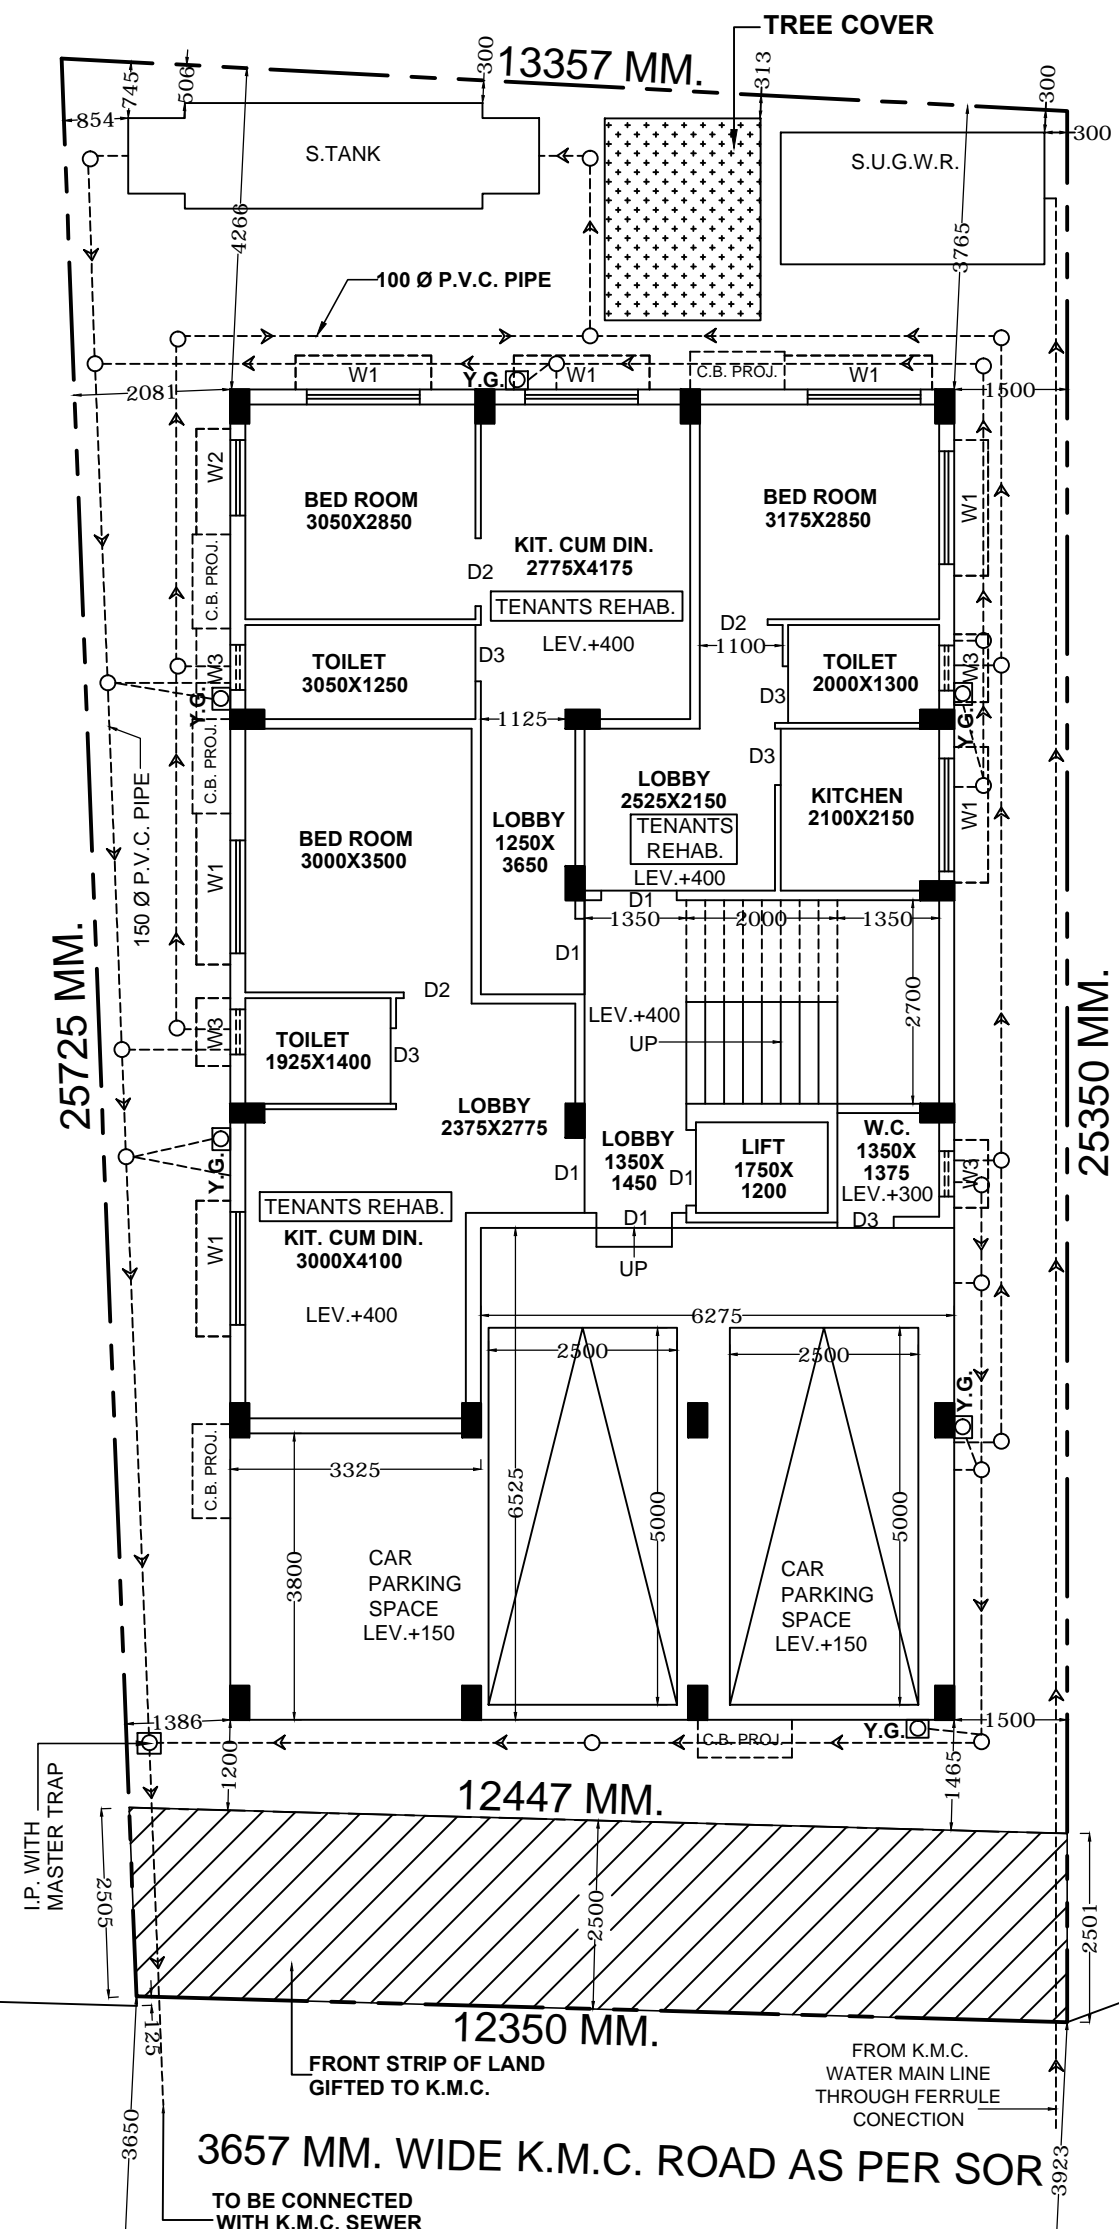 TREE COVER
13357 MM.
745
506
300
313
300
854
300
S.TANK
S.U.G.W.R.
4266
3765
100 Ø P.V.C. PIPE
W1
Y.G.
W1
C.B. PROJ.
W1
2081
1500
W2
BED ROOM
3050X2850
BED ROOM
3175X2850
W1
KIT. CUM DIN.
2775X4175
C.B. PROJ.
D2
TENANTS REHAB.
LEV.+400
D2
1100
W3
TOILET
3050X1250
D3
TOILET
2000X1300
W3
Y.G.
D3
Y.G.
1125
C.B. PROJ.
150 Ø P.V.C. PIPE
D3
LOBBY
2525X2150
KITCHEN
2100X2150
W1
LOBBY
1250X
3650
TENANTS
REHAB.
BED ROOM
3000X3500
W1
LEV.+400
D1
1350
2000
1350
D1
25725 MM.
D2
LEV.+400
2700
UP
25350 MM.
W3
TOILET
1925X1400
D3
LOBBY
2375X2775
LOBBY
1350X
1450
LIFT
1750X
1200
W.C.
1350X
1375
LEV.+300
W3
Y.G.
D1
D1
D1
D3
TENANTS REHAB.
KIT. CUM DIN.
3000X4100
W1
UP
LEV.+400
6275
2500
2500
Y.G.
C.B. PROJ.
3325
6525
5000
5000
3800
CAR
PARKING
SPACE
LEV.+150
CAR
PARKING
SPACE
LEV.+150
1386
1500
C.B. PROJ.
Y.G.
1200
1465
I.P. WITH
MASTER TRAP
12447 MM.
2505
2500
2501
12350 MM.
125
FRONT STRIP OF LAND
GIFTED TO K.M.C.
FROM K.M.C.
WATER MAIN LINE
THROUGH FERRULE
CONECTION
3650
3657 MM. WIDE K.M.C. ROAD AS PER SOR
3923
TO BE CONNECTED
WITH K.M.C. SEWER